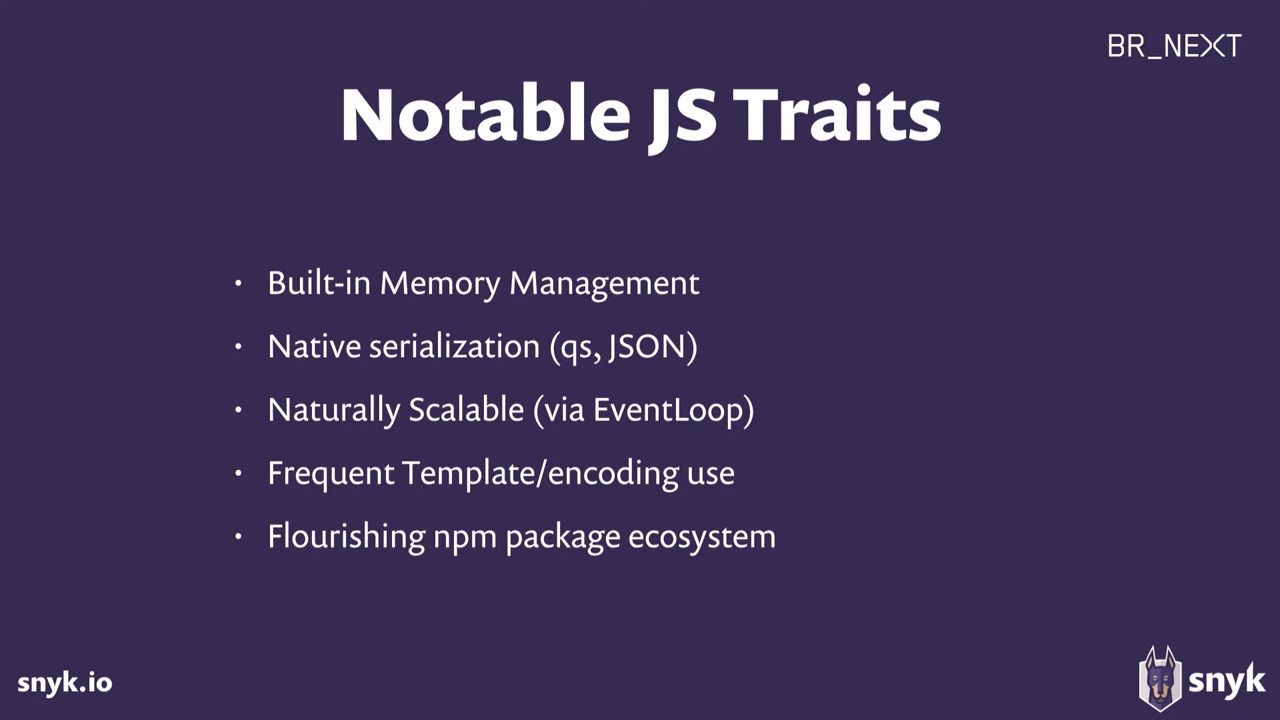 BR_NEXT
Notable JS Traits
• Built-in Memory Management
• Native serialization (qs, JSON)
• Naturally Scalable (via EventLoop)
• Frequent Template/encoding use
• Flourishing npm package ecosystem
snyk.io
snyk